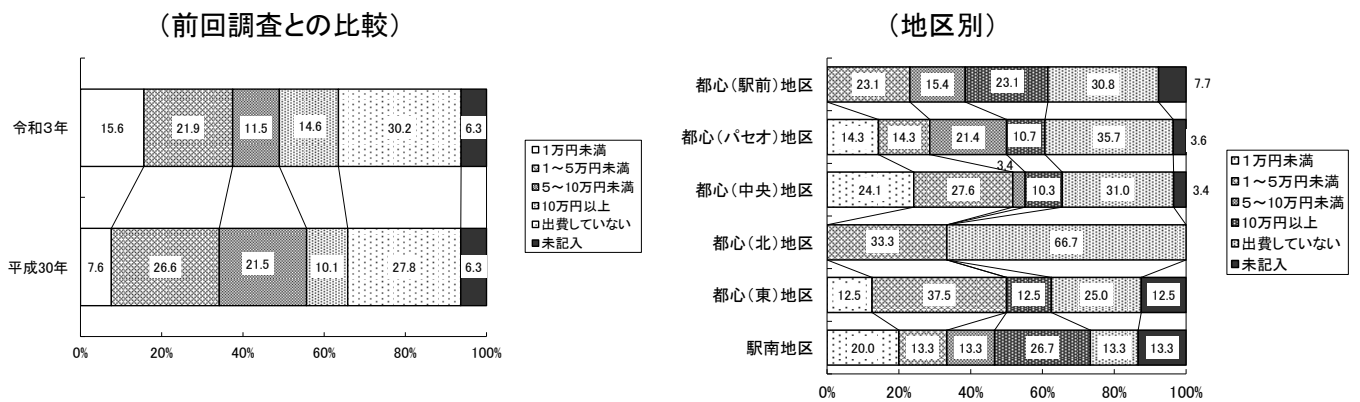 （前回調査との比較）
令和３年
15.6
21.9
11.5
14.6
30.2
6.3
平成30年
7.6
26.6
21.5
10.1
27.8
6.3
0%
20%
40%
60%
80%
100%
１万円未満
１～５万円未満
５～10万円未満
10万円以上
出費していない
未記入
（地区別）
都心（駅前）地区
23.1
15.4
23.1
30.8
7.7
都心（パセオ）地区
14.3
14.3
21.4
10.7
35.7
3.6
都心（中央）地区
24.1
27.6
3.4
10.3
31.0
3.4
都心（北）地区
33.3
66.7
都心（東）地区
12.5
37.5
12.5
25.0
12.5
駅南地区
20.0
13.3
13.3
26.7
13.3
13.3
0%
20%
40%
60%
80%
100%
１万円未満
１～５万円未満
５～10万円未満
10万円以上
出費していない
未記入